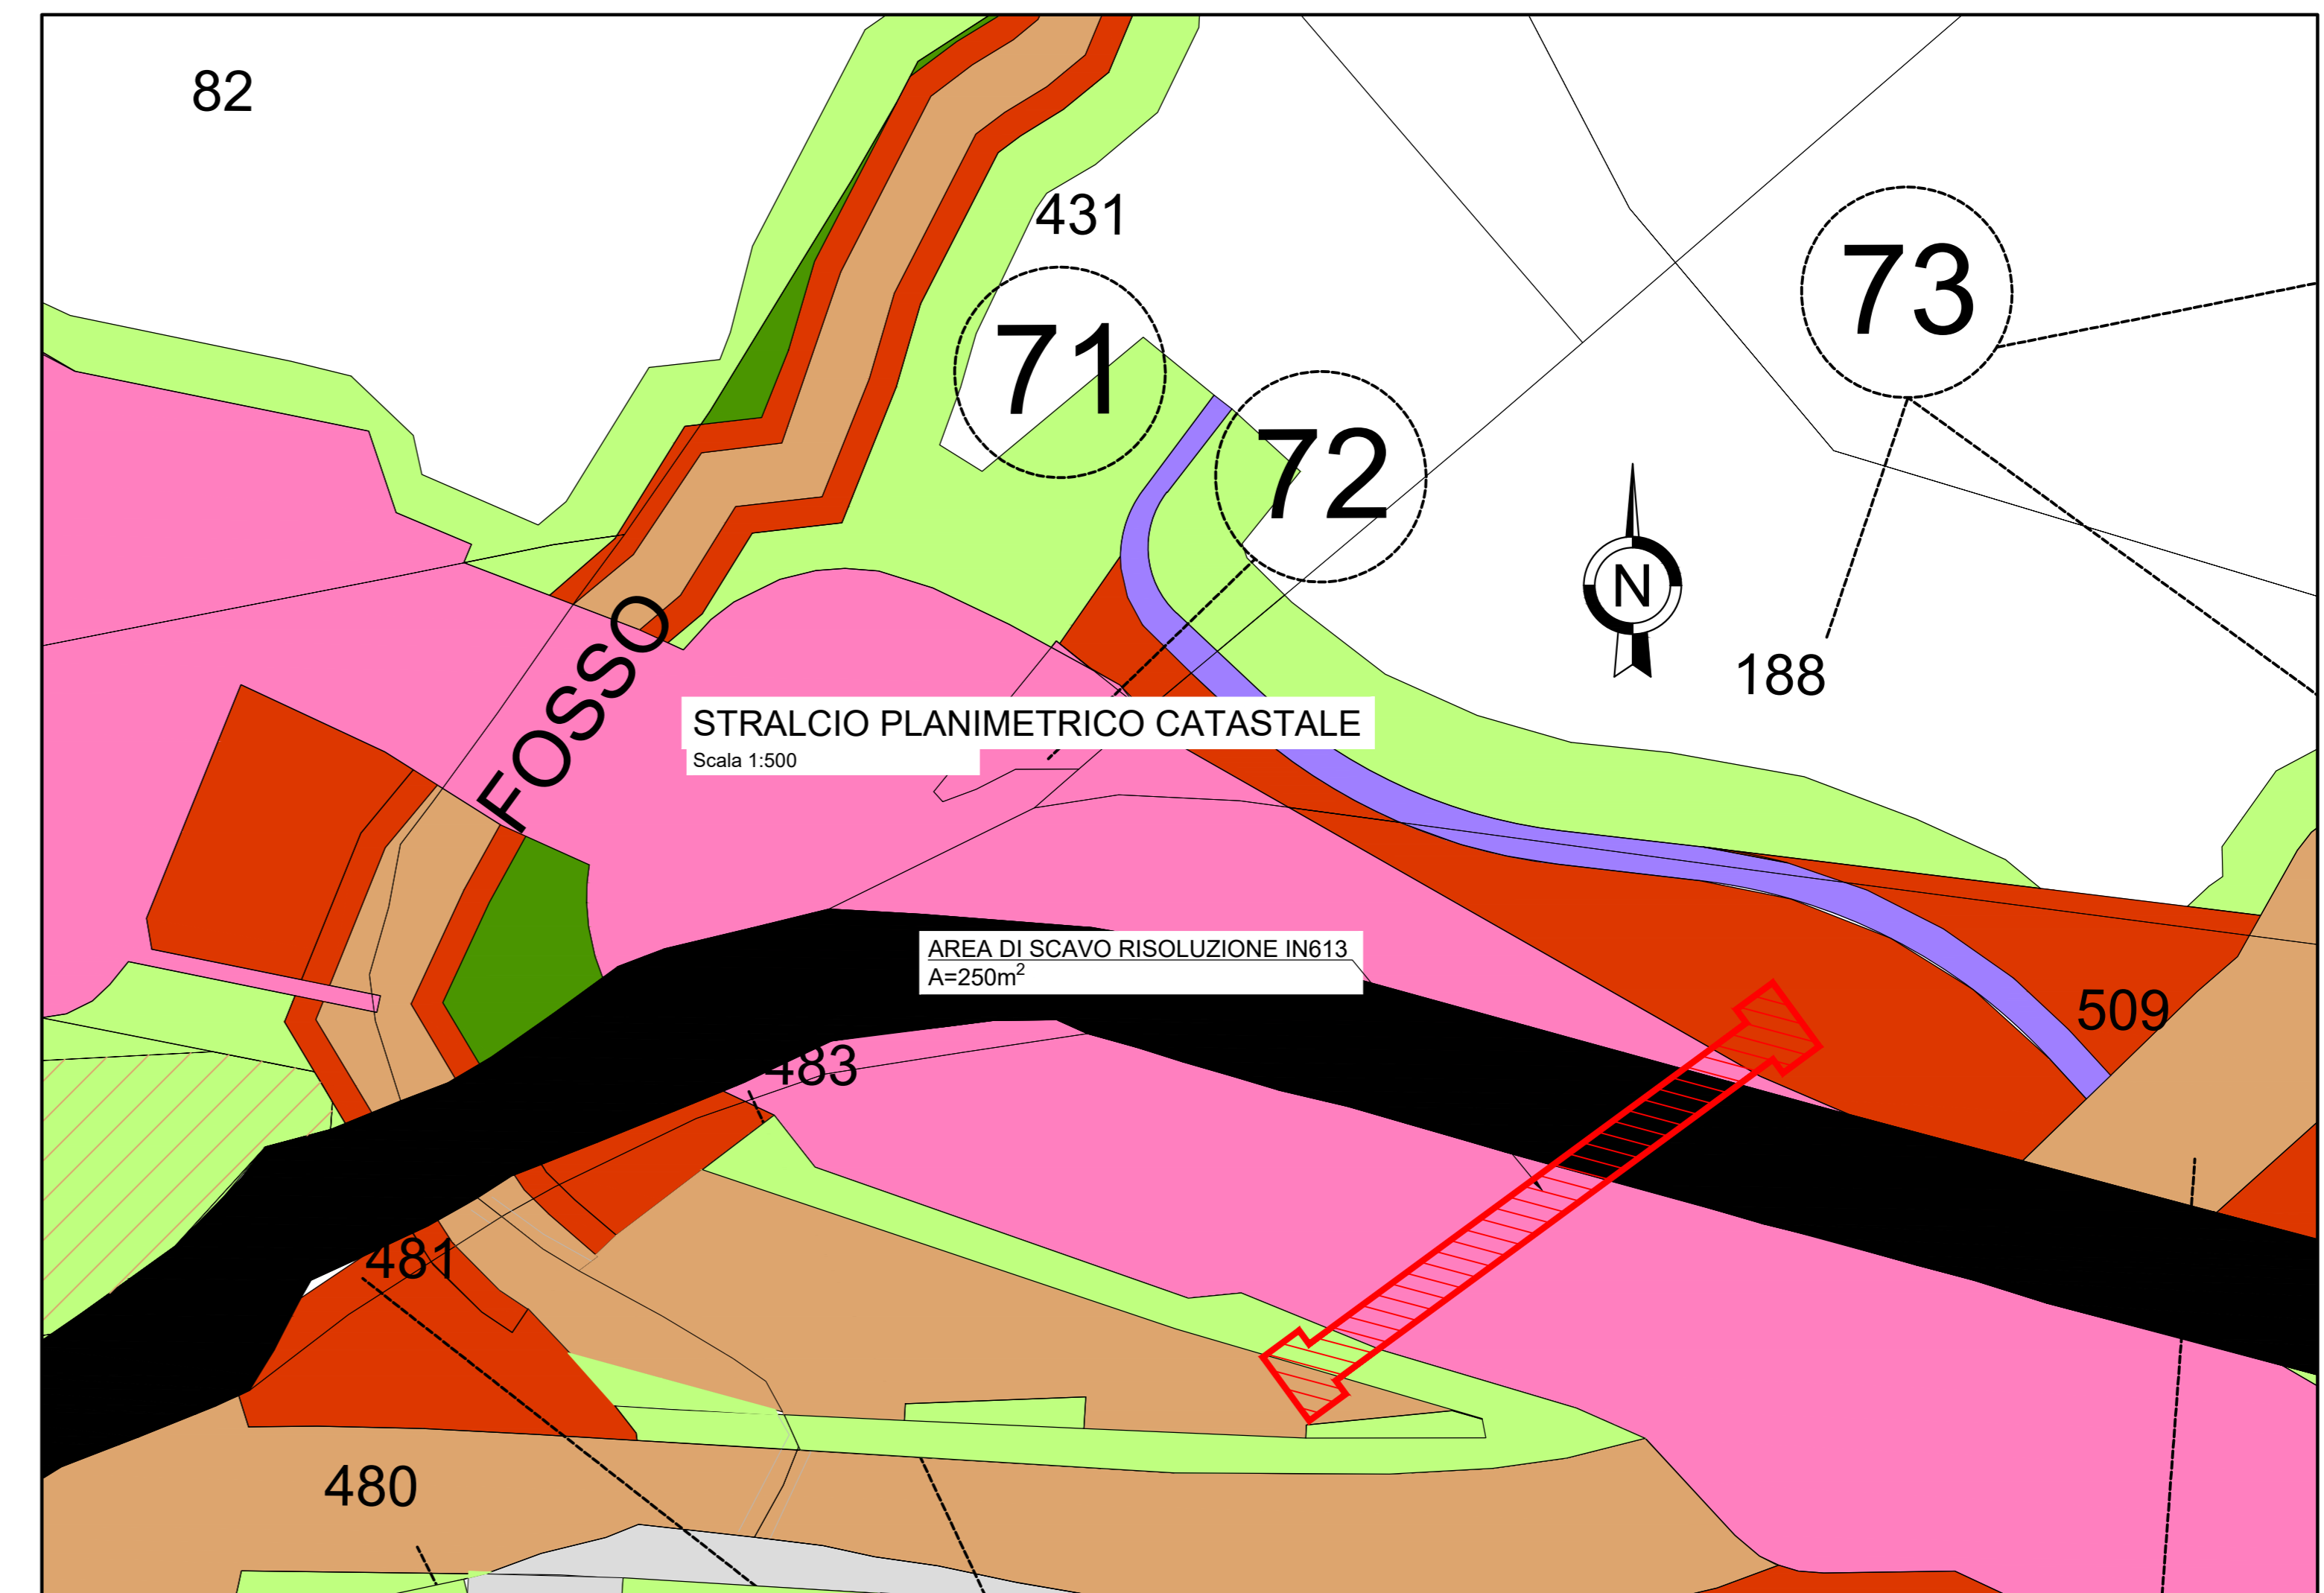 82
431
73
71
72
N
FOSSO
188
STRALCIO PLANIMETRICO CATASTALE
Scala 1:500
AREA DI SCAVO RISOLUZIONE IN613
A=250m²
509
483
481
480